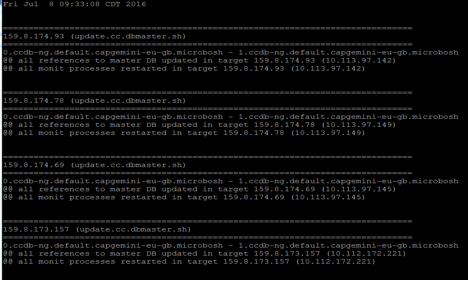 Fri Jul  8 09:33:08 CDT 2016
================================================================
159.8.174.93 (update.cc.dbmaster.sh)
================================================================
0.ccdb-ng.default.capgemini-eu-gb.microbosh - 1.ccdb-ng.default.capgemini-eu-gb.microbosh
@@ all references to master DB updated in target 159.8.174.93 (10.113.97.142)
@@ all monit processes restarted in target 159.8.174.93 (10.113.97.142)
================================================================
159.8.174.78 (update.cc.dbmaster.sh)
================================================================
0.ccdb-ng.default.capgemini-eu-gb.microbosh - 1.ccdb-ng.default.capgemini-eu-gb.microbosh
@@ all references to master DB updated in target 159.8.174.78 (10.113.97.149)
@@ all monit processes restarted in target 159.8.174.78 (10.113.97.149)
================================================================
159.8.174.69 (update.cc.dbmaster.sh)
================================================================
0.ccdb-ng.default.capgemini-eu-gb.microbosh - 1.ccdb-ng.default.capgemini-eu-gb.microbosh
@@ all references to master DB updated in target 159.8.174.69 (10.113.97.145)
@@ all monit processes restarted in target 159.8.174.69 (10.113.97.145)
================================================================
159.8.173.157 (update.cc.dbmaster.sh)
================================================================
0.ccdb-ng.default.capgemini-eu-gb.microbosh - 1.ccdb-ng.default.capgemini-eu-gb.microbosh
@@ all references to master DB updated in target 159.8.173.157 (10.112.172.221)
@@ all monit processes restarted in target 159.8.173.157 (10.112.172.221)